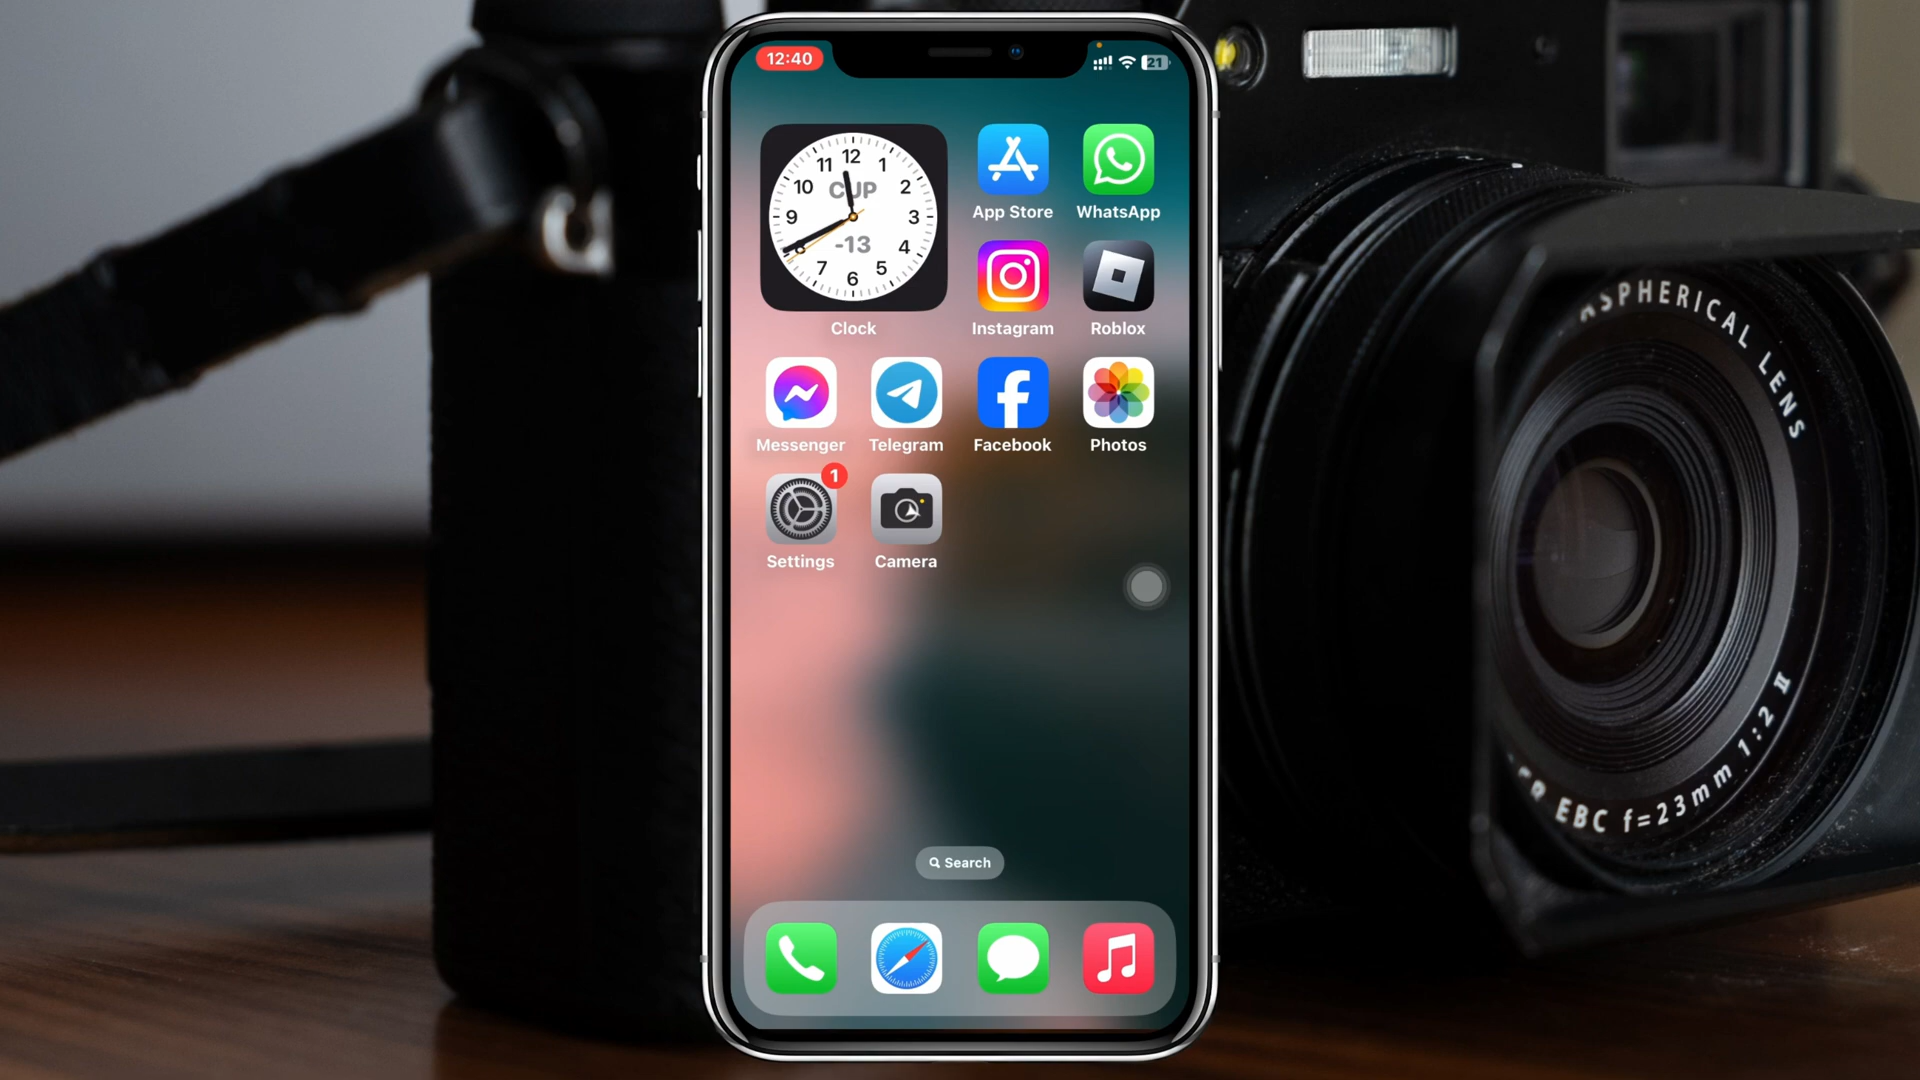 12:40
21
12
11
1
CUP
10
2
9
3
-13
8
4
7
5
6
Clock
App Store
WhatsApp
Instagram
Roblox
Messenger
Telegram
Facebook
Photos
1
Settings
Camera
Search
ASPHERICAL LENS
EBC f=23mm 1:2 II